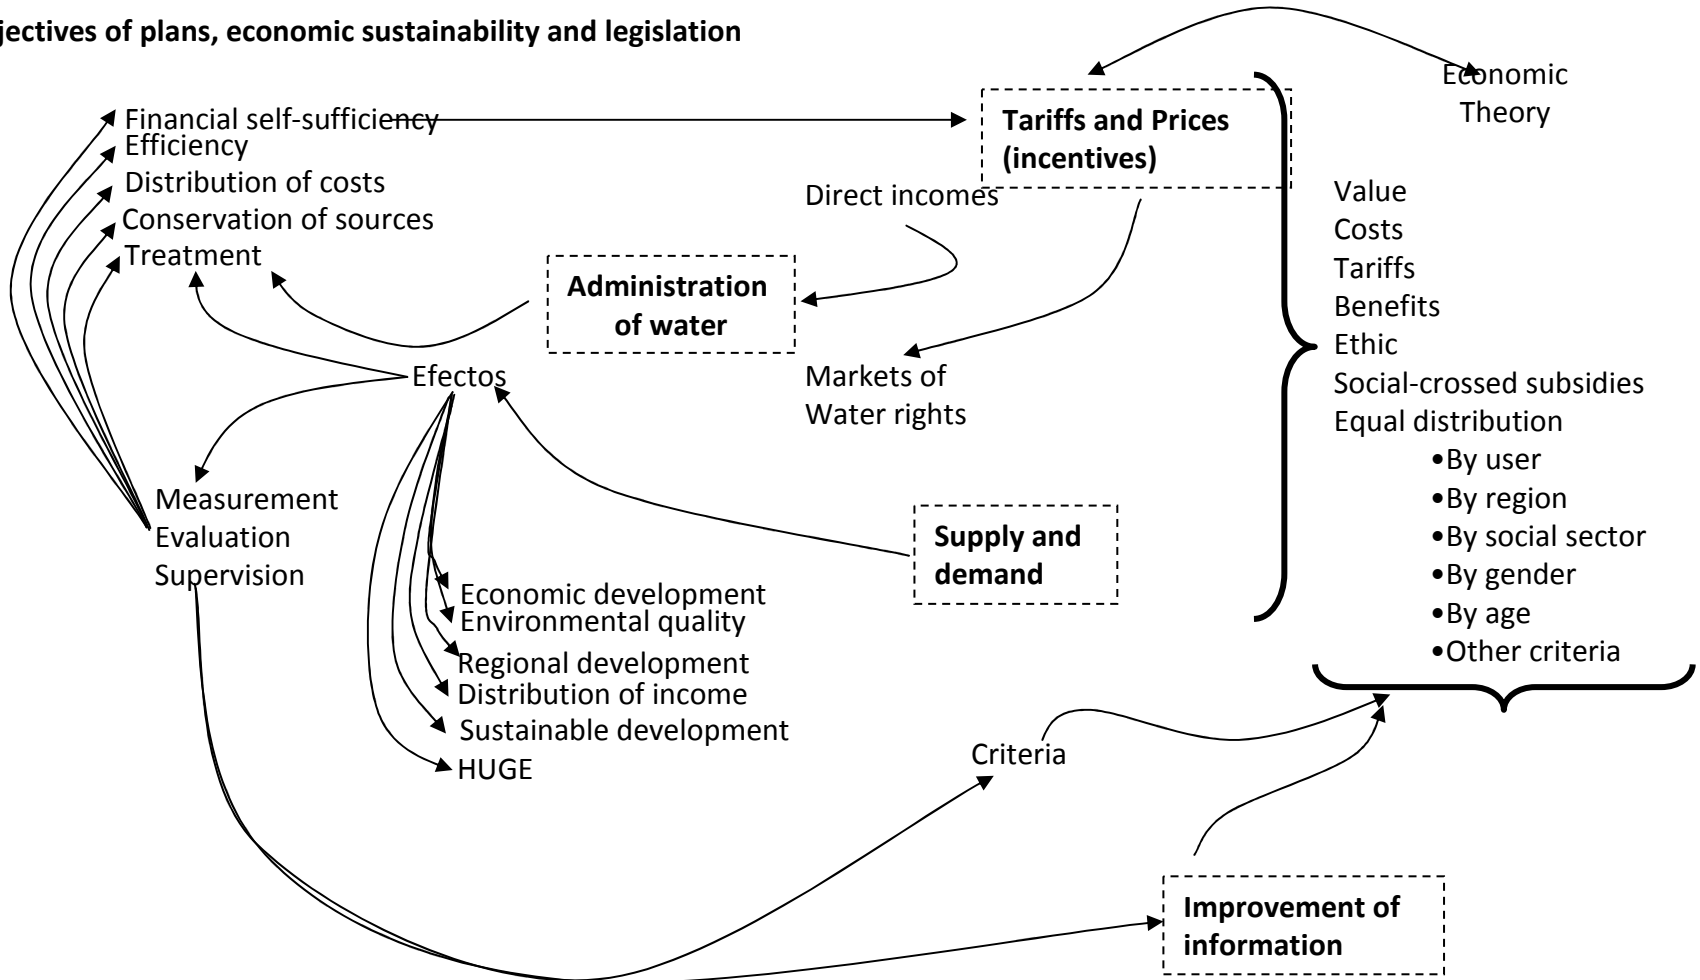 jectives of plans, economic sustainability and legislation
Economic
Theory
Financial self-sufficiency
Efficiency
Distribution of costs
Conservation of sources
Treatment
Tariffs and Prices
(incentives)
Direct incomes
Administration
of water
Efectos
Markets of
Water rights
Value
Costs
Tariffs
Benefits
Ethic
Social-crossed subsidies
Equal distribution
•By user
•By region
•By social sector
•By gender
•By age
•Other criteria
Measurement
Evaluation
Supervision
Supply and
demand
Economic development
Environmental quality
Regional development
Distribution of income
Sustainable development
HUGE
Criteria
Improvement of
information